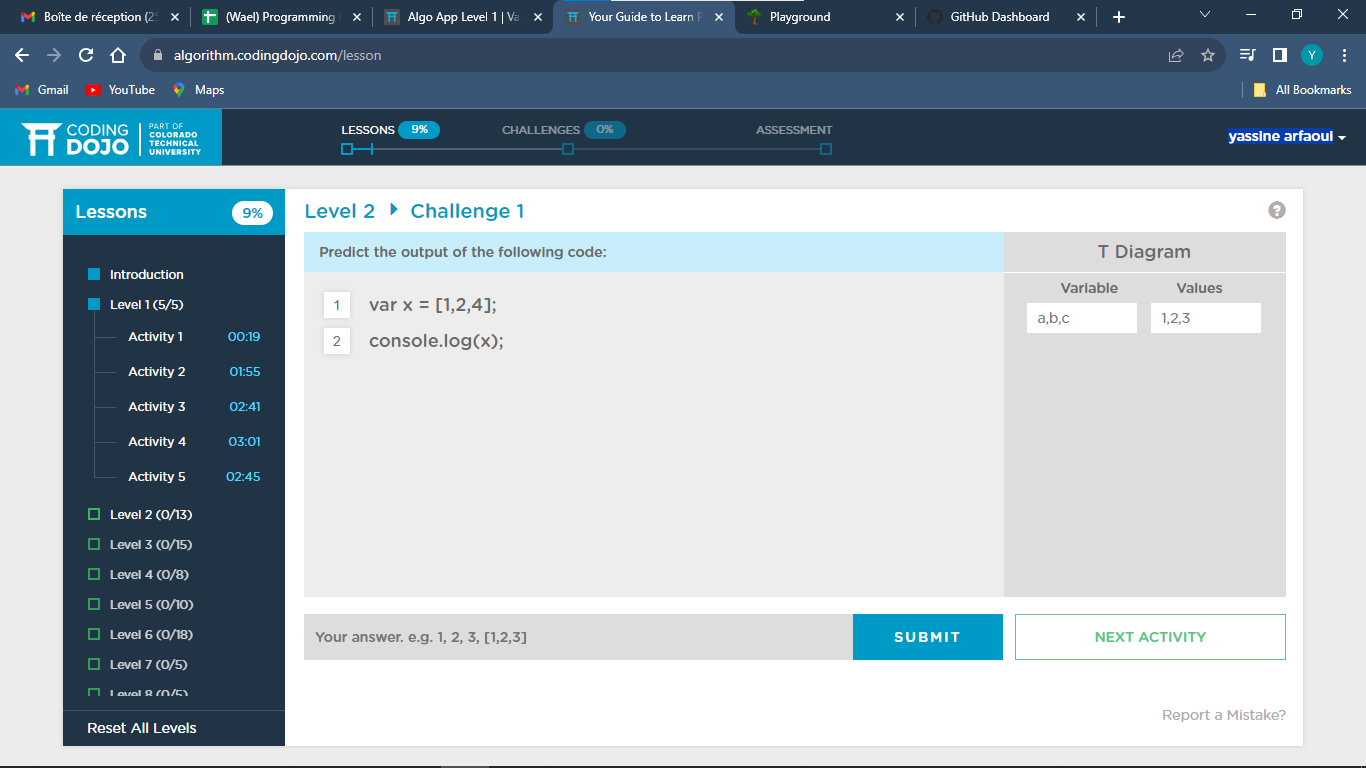 Boîte de réception (25
(Wael) Programming
Algo App Level 1 | Va
Your Guide to Learn P
Playground
GitHub Dashboard
algorithm.codingdojo.com/lesson
Y
Gmail
YouTube
Maps
All Bookmarks
CODING DOJO
PART OF
COLORADO
TECHNICAL
UNIVERSITY
LESSONS 9%
CHALLENGES 0%
ASSESSMENT
yassine arfaoui
Lessons 9%
Introduction
Level 1 (5/5)
Activity 1 00:19
Activity 2 01:55
Activity 3 02:41
Activity 4 03:01
Activity 5 02:45
Level 2 (0/13)
Level 3 (0/15)
Level 4 (0/8)
Level 5 (0/10)
Level 6 (0/18)
Level 7 (0/5)
Level 8 (0/5)
Reset All Levels
Level 2 Challenge 1
?
Predict the output of the following code:
1 var x = [1,2,4];
2 console.log(x);
T Diagram
Variable Values
a,b,c 1,2,3
Your answer. e.g. 1, 2, 3, [1,2,3]
SUBMIT
NEXT ACTIVITY
Report a Mistake?